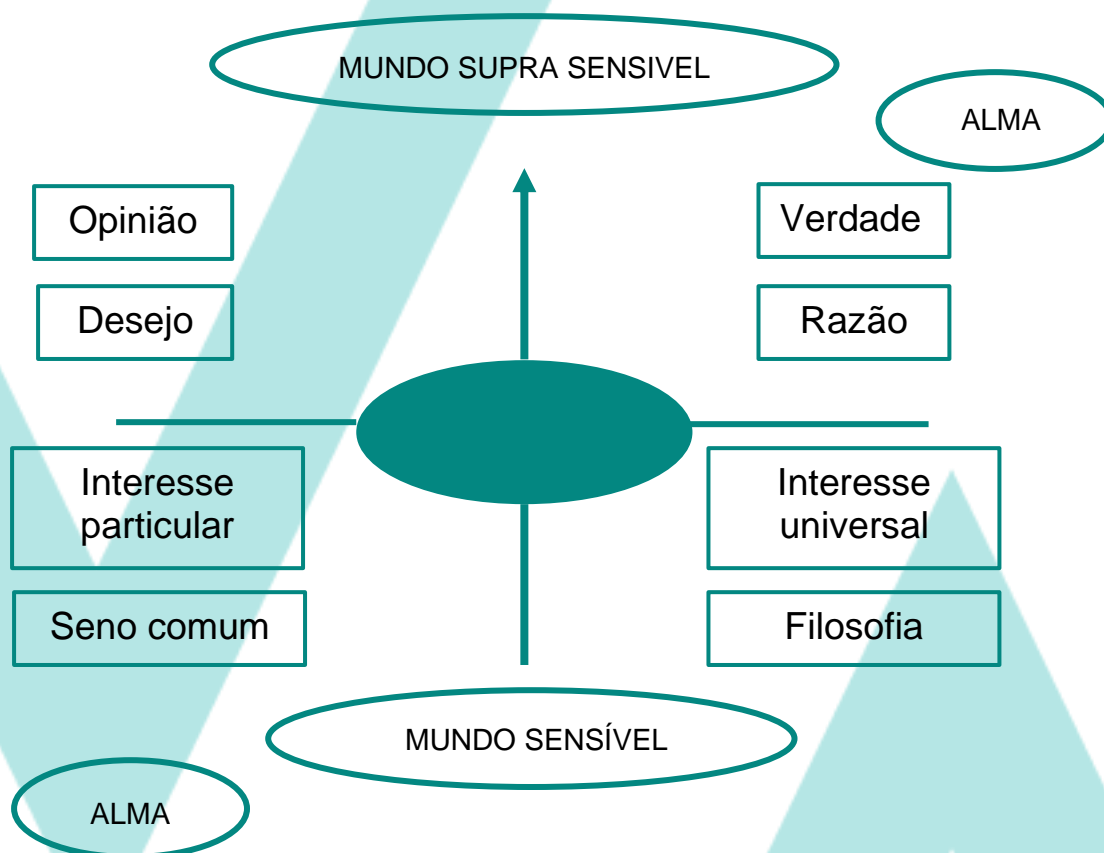 MUNDO SUPRA SENSIVEL
ALMA
Opinião
Verdade
Desejo
Razão
Interesse
particular
Interesse
universal
Seno comum
Filosofia
MUNDO SENSÍVEL
ALMA